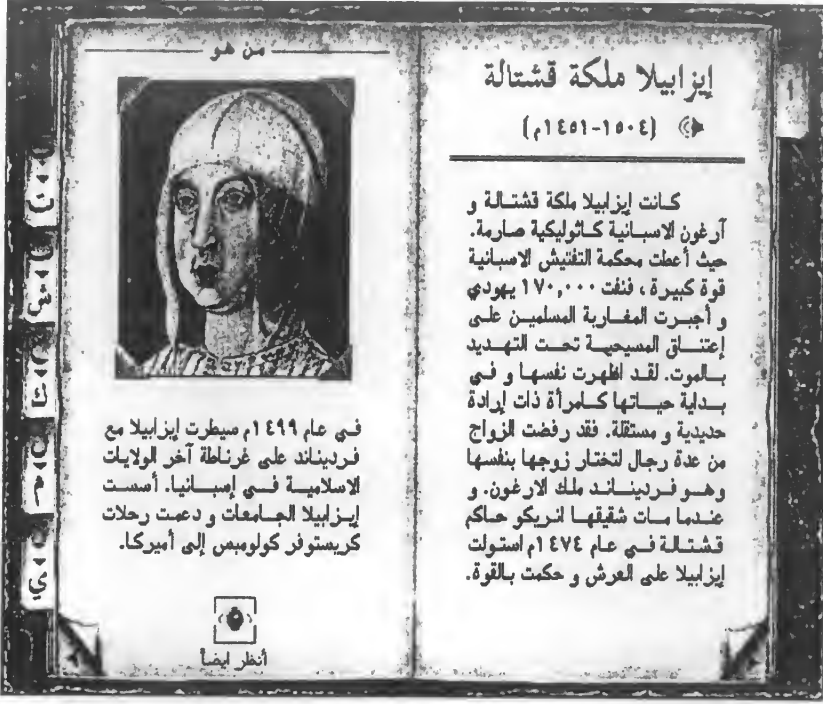 إيزابيلا ملكة قشتالة
(١٤٥١-١٥٠٤م)
كانت إيزابيلا ملكة قشتالة و
آرغون الاسبانية كاثوليكية صارمة.
حيث أعطت محكمة التفتيش الاسبانية
قوة كبيرة ، فنفت ١٧٠,٠٠٠ يهودي
و أجبرت المغاربة المسلمين على
إعتناق المسيحية تحت التهديد
بالموت. لقد اظهرت نفسها و في
بداية حياتها كامرأة ذات إرادة
حديدية و مستقلة. فقد رفضت الزواج
من عدة رجال لتختار زوجها بنفسها
وهو فرديناند ملك الارغون. و
عندما مات شقيقها انريكو حاكم
قشتالة في عام ١٤٧٤م استولت
إيزابيلا على العرش و حكمت بالقوة.
من هو
في عام ١٤٩٩م سيطرت إيزابيلا مع
فرديناند على غرناطة آخر الولايات
الاسلامية في إسبانيا. أسست
إيزابيلا الجامعات و دعمت رحلات
كريستوفر كولومبس إلى أميركا.
أنظر ايضاً